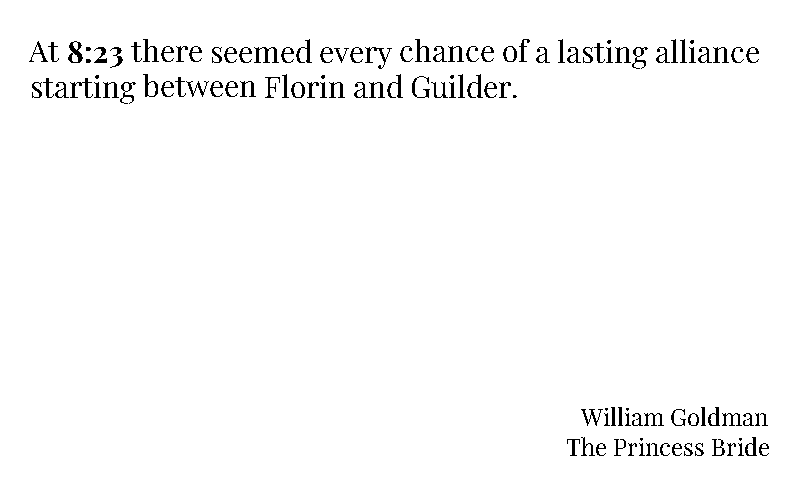 At 8:23 there seemed every chance of a lasting alliance
starting between Florin and Guilder.
William Goldman
The Princess Bride